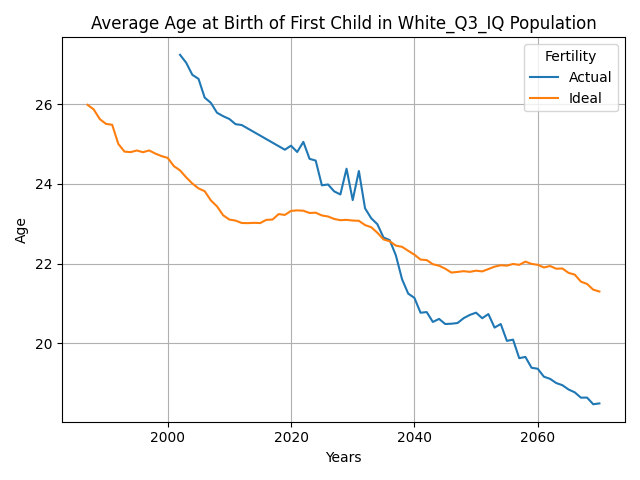 Average Age at Birth of First Child in White_Q3_IQ Population
Fertility
Actual
Ideal
26
24
22
20
Age
2000
2020
2040
2060
Years